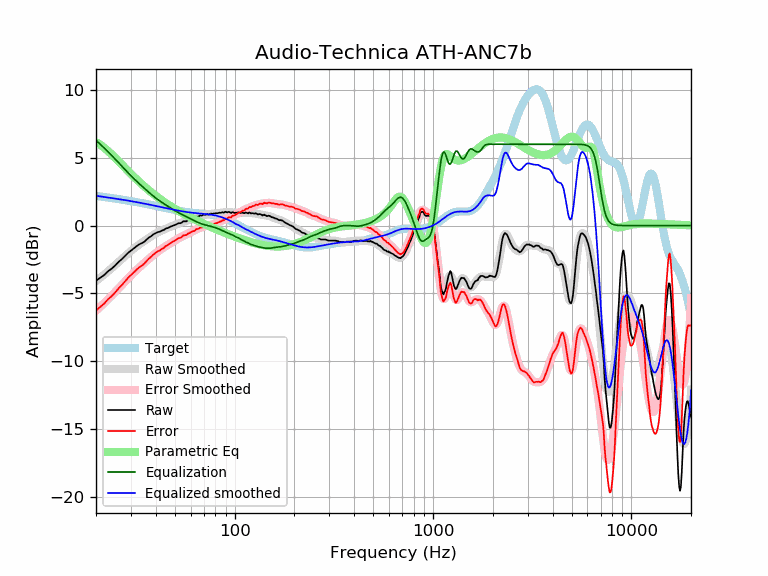 Audio-Technica ATH-ANC7b
Amplitude (dBr)
10
5
0
−5
−10
−15
−20
Target
Raw Smoothed
Error Smoothed
Raw
Error
Parametric Eq
Equalization
Equalized smoothed
100
1000
10000
Frequency (Hz)